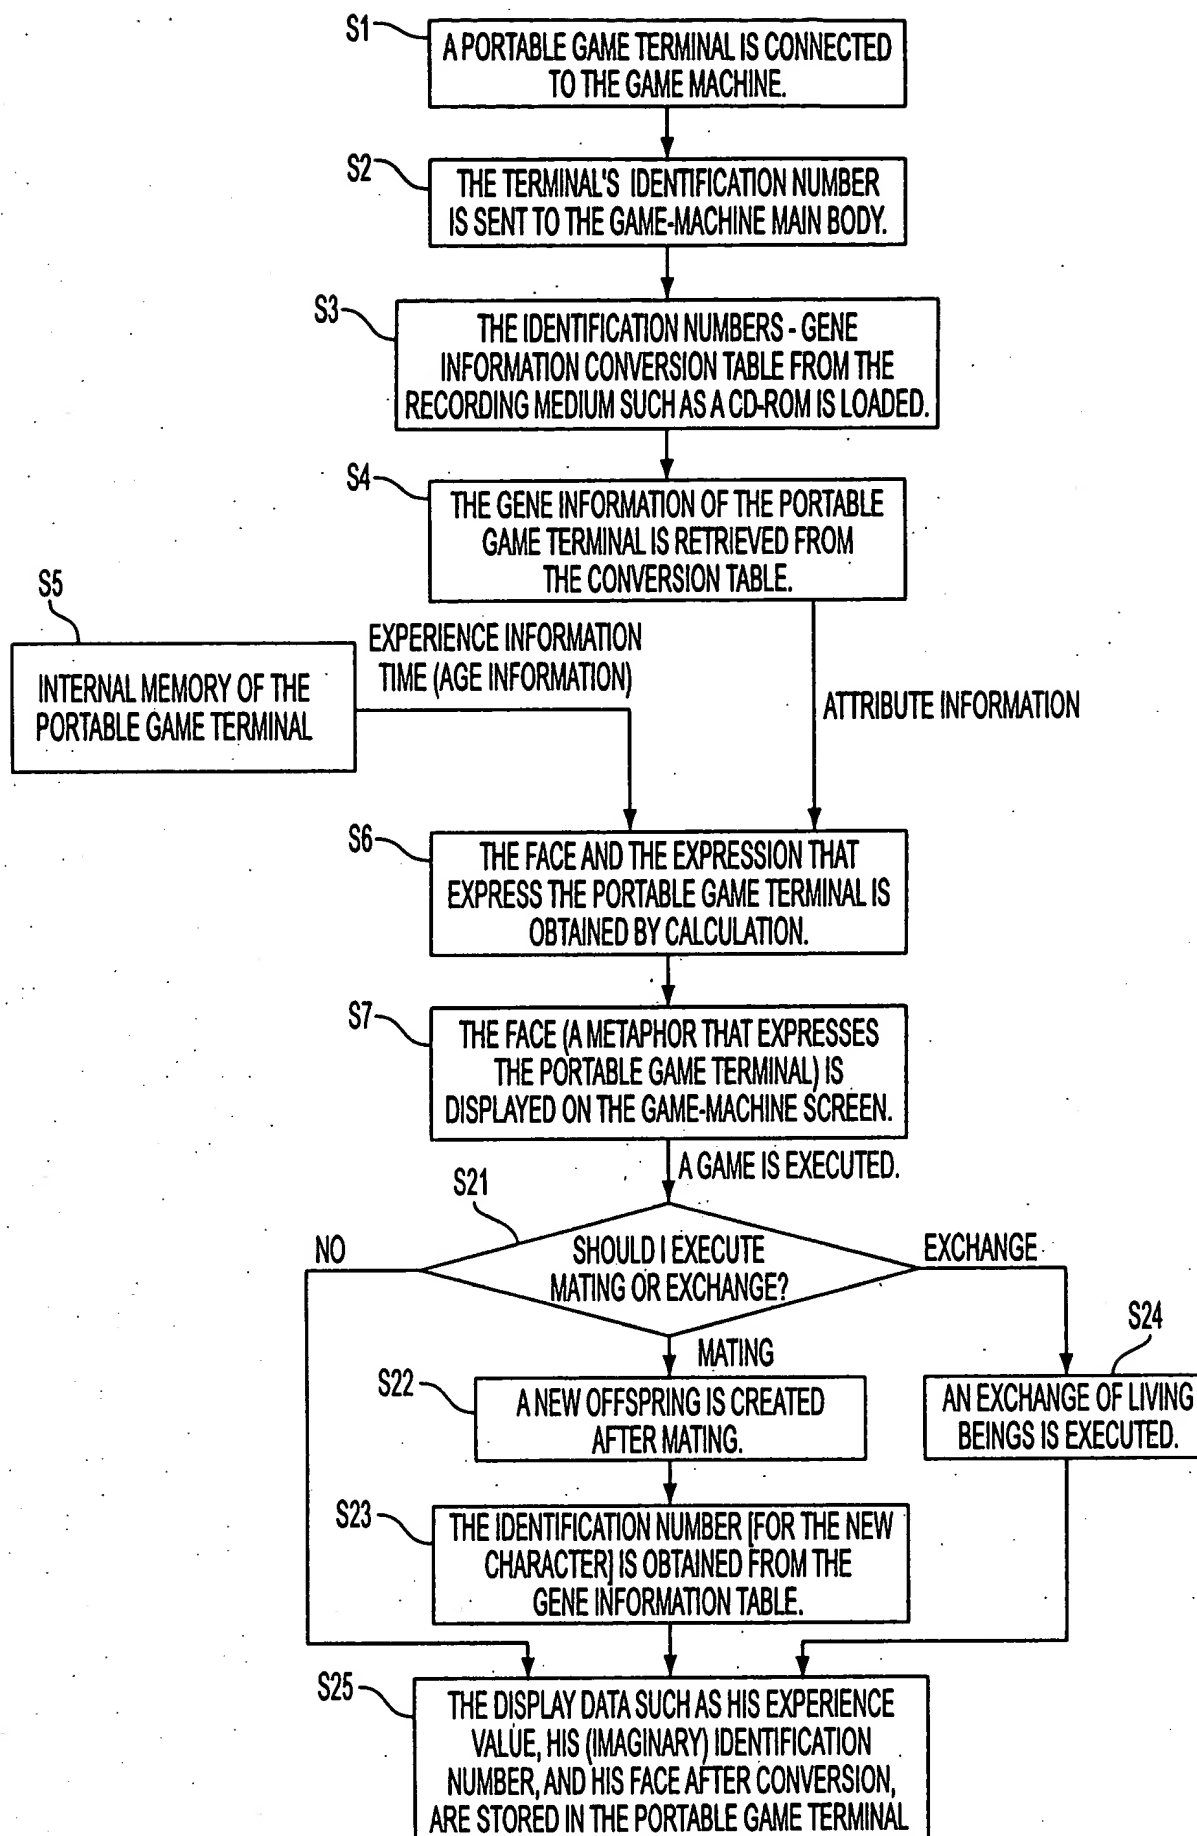 S1
A PORTABLE GAME TERMINAL IS CONNECTED
TO THE GAME MACHINE.
S2
THE TERMINAL'S IDENTIFICATION NUMBER
IS SENT TO THE GAME-MACHINE MAIN BODY.
S3
THE IDENTIFICATION NUMBERS - GENE
INFORMATION CONVERSION TABLE FROM THE
RECORDING MEDIUM SUCH AS A CD-ROM IS LOADED.
S4
THE GENE INFORMATION OF THE PORTABLE
GAME TERMINAL IS RETRIEVED FROM
THE CONVERSION TABLE.
S5
INTERNAL MEMORY OF THE
PORTABLE GAME TERMINAL
EXPERIENCE INFORMATION
TIME (AGE INFORMATION)
ATTRIBUTE INFORMATION
S6
THE FACE AND THE EXPRESSION THAT
EXPRESS THE PORTABLE GAME TERMINAL IS
OBTAINED BY CALCULATION.
S7
THE FACE (A METAPHOR THAT EXPRESSES
THE PORTABLE GAME TERMINAL) IS
DISPLAYED ON THE GAME-MACHINE SCREEN.
A GAME IS EXECUTED.
S21
SHOULD I EXECUTE
MATING OR EXCHANGE?
NO
EXCHANGE
MATING
S22
A NEW OFFSPRING IS CREATED
AFTER MATING.
S24
AN EXCHANGE OF LIVING
BEINGS IS EXECUTED.
S23
THE IDENTIFICATION NUMBER [FOR THE NEW
CHARACTER] IS OBTAINED FROM THE
GENE INFORMATION TABLE.
S25
THE DISPLAY DATA SUCH AS HIS EXPERIENCE
VALUE, HIS (IMAGINARY) IDENTIFICATION
NUMBER, AND HIS FACE AFTER CONVERSION,
ARE STORED IN THE PORTABLE GAME TERMINAL